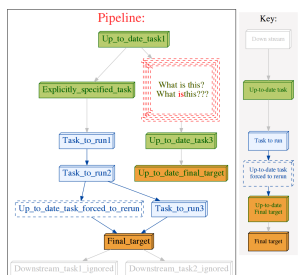 Pipeline:
Up_to_date_task1
Explicitly_specified_task
What is this?
What isthis???
Task_to_run1
Up_to_date_task3
Task_to_run2
Up_to_date_final_target
Up_to_date_task_forced_to_rerun
Task_to_run3
Final_target
Downstream_task1_ignored
Downstream_task2_ignored
Key:
Down stream
Up-to-date task
Task to run
Up-to-date task
forced to rerun
Up-to-date
Final target
Final target